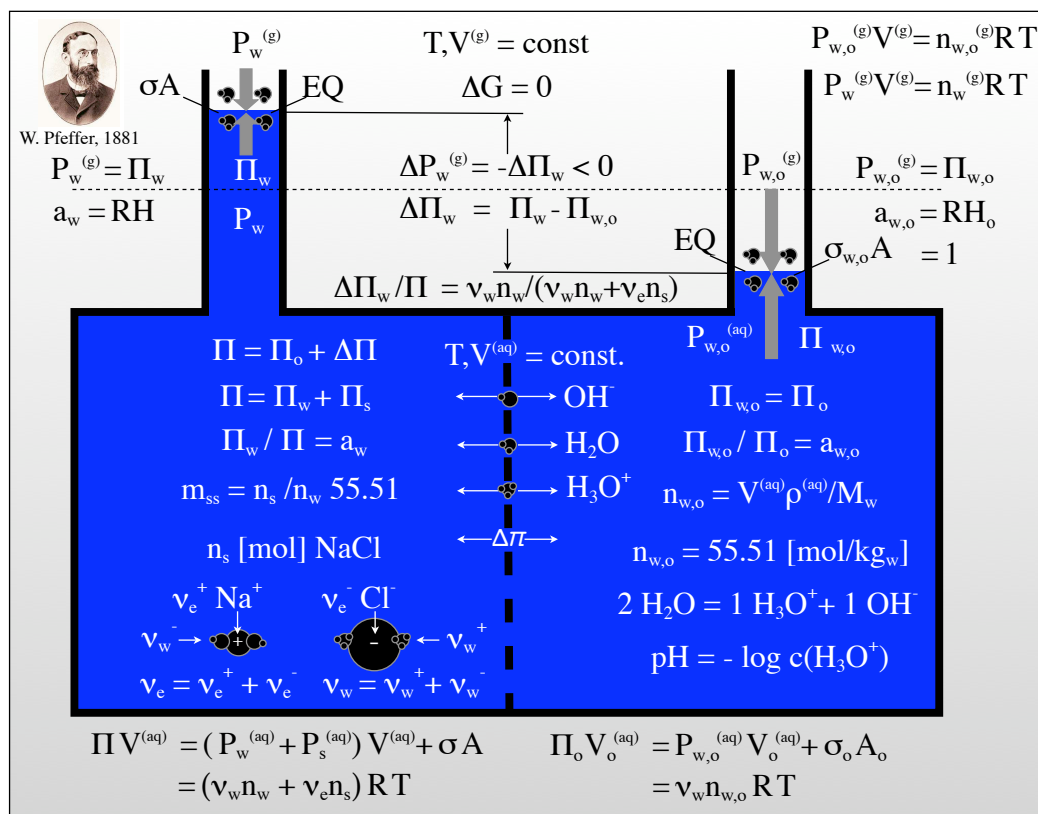 P_w^(g)
T,V^(g) = const
P_w,o^(g) V^(g) = n_w,o^(g) R T
σA
EQ
ΔG = 0
P_w^(g) V^(g) = n_w^(g) R T
W. Pfeffer, 1881
P_w^(g) = Π_w
Π_w
ΔP_w^(g) = -ΔΠ_w < 0
P_w,o^(g)
P_w,o^(g) = Π_w,o
a_w = RH
P_w
ΔΠ_w = Π_w - Π_w,o
a_w,o = RH_o
EQ
σ_w,o A
= 1
ΔΠ_w /Π = ν_w n_w /(ν_w n_w + ν_e n_s)
P_w,o^(aq)
Π_w,o
Π = Π_o + ΔΠ
T,V^(aq) = const.
Π = Π_w + Π_s
OH^-
Π_w,o = Π_o
Π_w / Π = a_w
H_2O
Π_w,o / Π_o = a_w,o
m_ss = n_s /n_w 55.51
H_3O^+
n_w,o = V^(aq) ρ^(aq) /M_w
n_s [mol] NaCl
Δπ
n_w,o = 55.51 [mol/kg_w]
ν_e^+ Na^+
ν_e^- Cl^-
2 H_2O = 1 H_3O^+ + 1 OH^-
ν_w^-
+
-
ν_w^+
pH = - log c(H_3O^+)
ν_e = ν_e^+ + ν_e^-
ν_w = ν_w^+ + ν_w^-
Π V^(aq) = (P_w^(aq) + P_s^(aq)) V^(aq) + σA
= (ν_w n_w + ν_e n_s) R T
Π_o V_o^(aq) = P_w,o^(aq) V_o^(aq) + σ_o A_o
= ν_w n_w,o R T